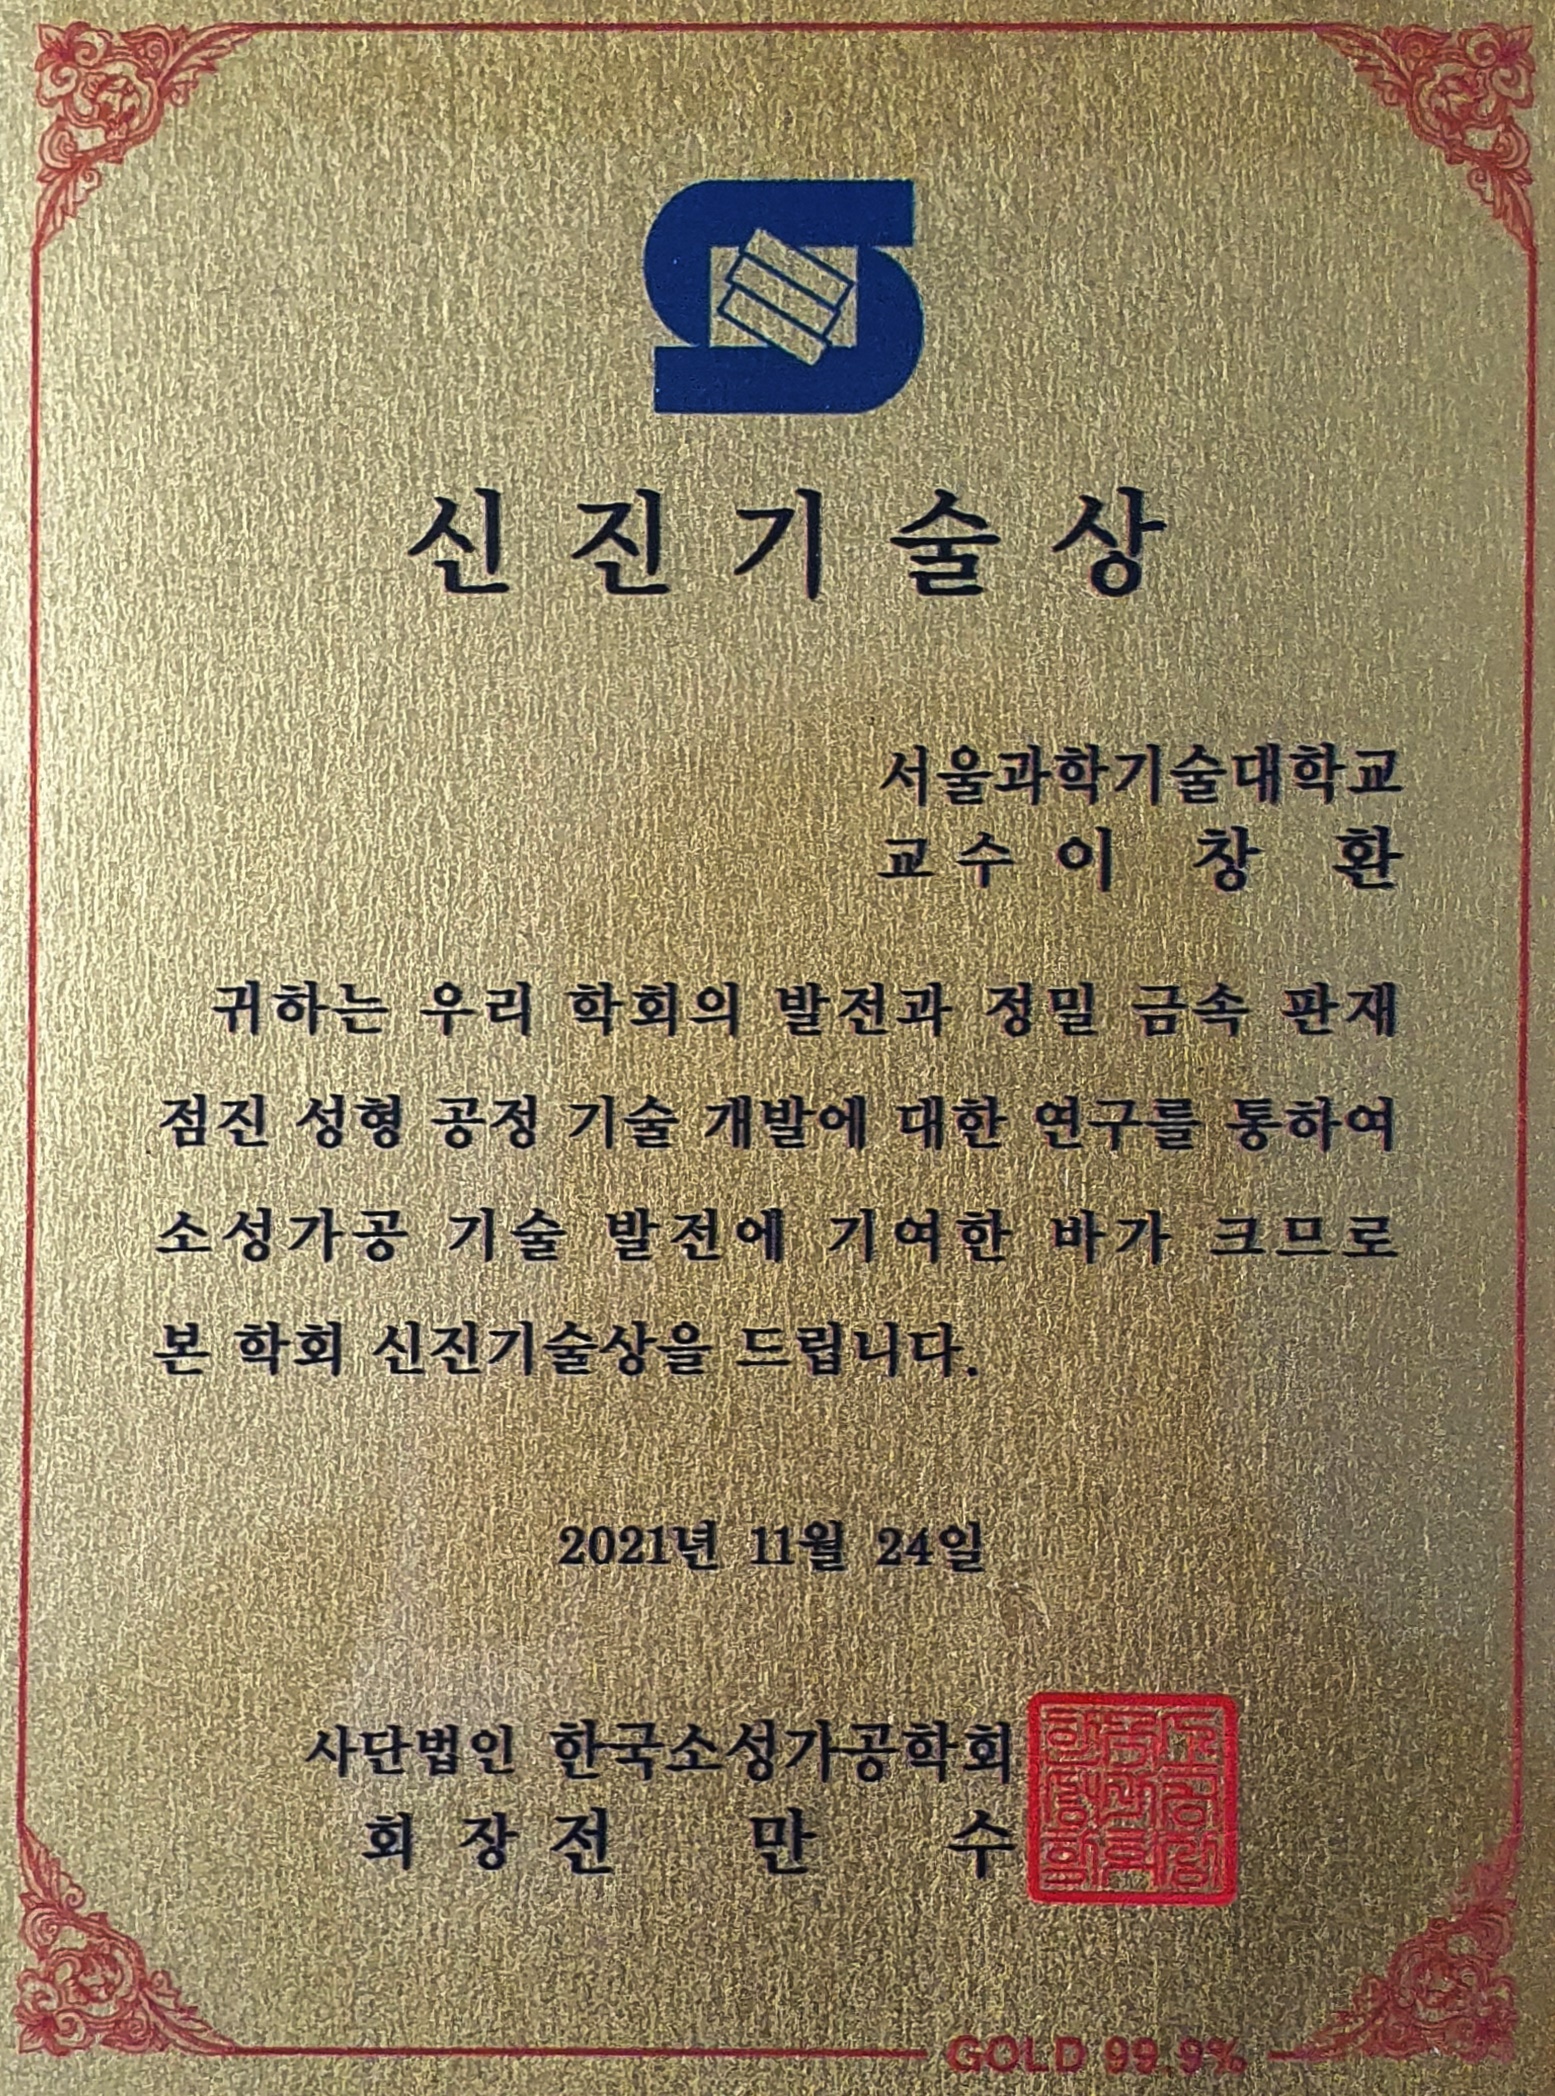 신진기술상
서울과학기술대학교
교수 이 창 환
귀하는 우리 학회의 발전과 정밀 금속 판재
점진 성형 공정 기술 개발에 대한 연구를 통하여
소성가공 기술 발전에 기여한 바가 크므로
본 학회 신진기술상을 드립니다.
2021년 11월 24일
사단법인 한국소성가공학회
회 장 전 만 수
GOLD 99.9%